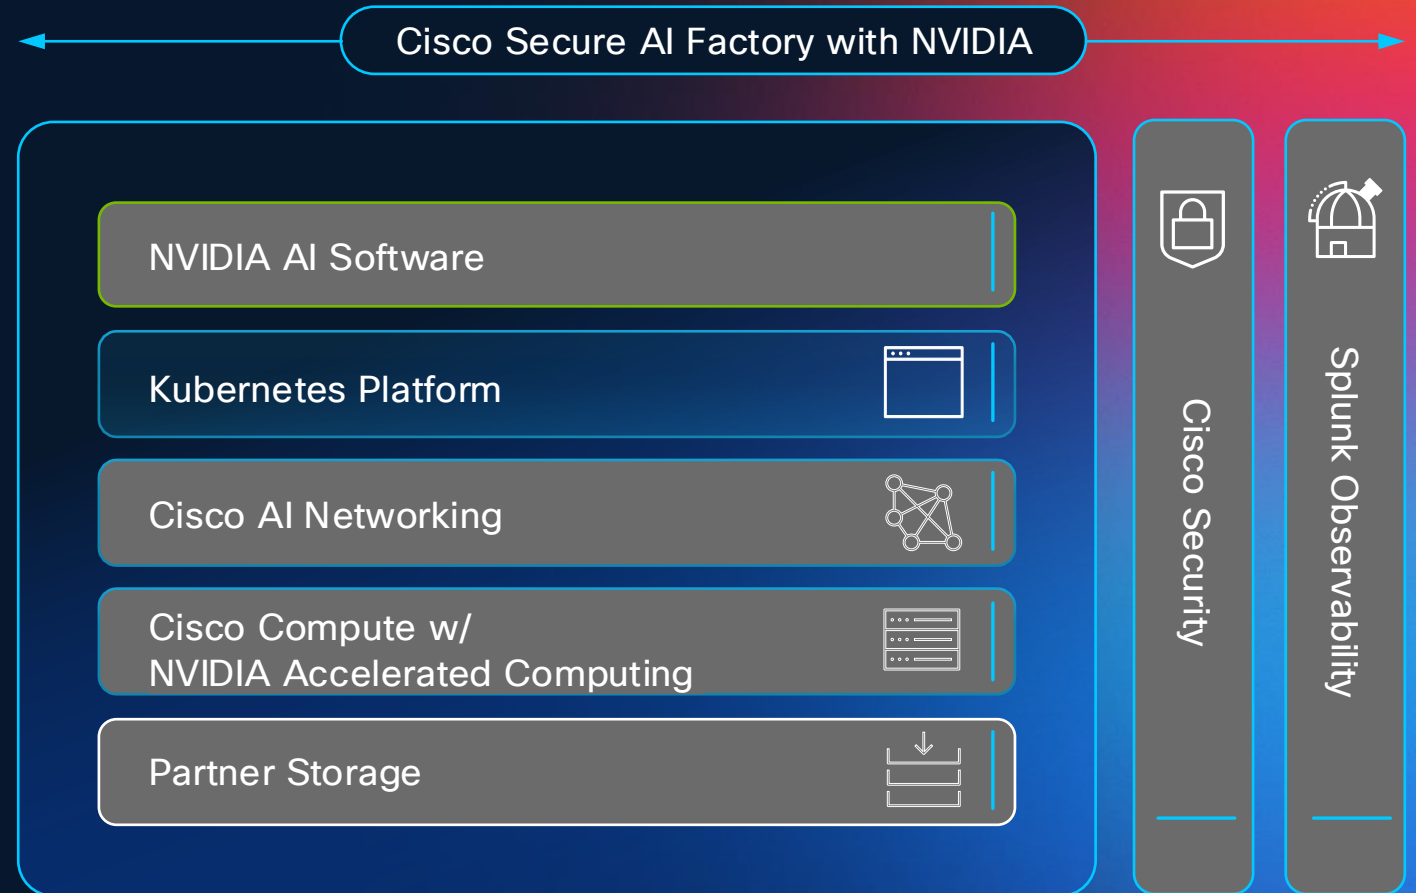 Cisco Secure AI Factory with NVIDIA
NVIDIA AI Software
Kubernetes Platform
Cisco AI Networking
Cisco Compute w/
NVIDIA Accelerated Computing
Partner Storage
Cisco Security
Splunk Observability